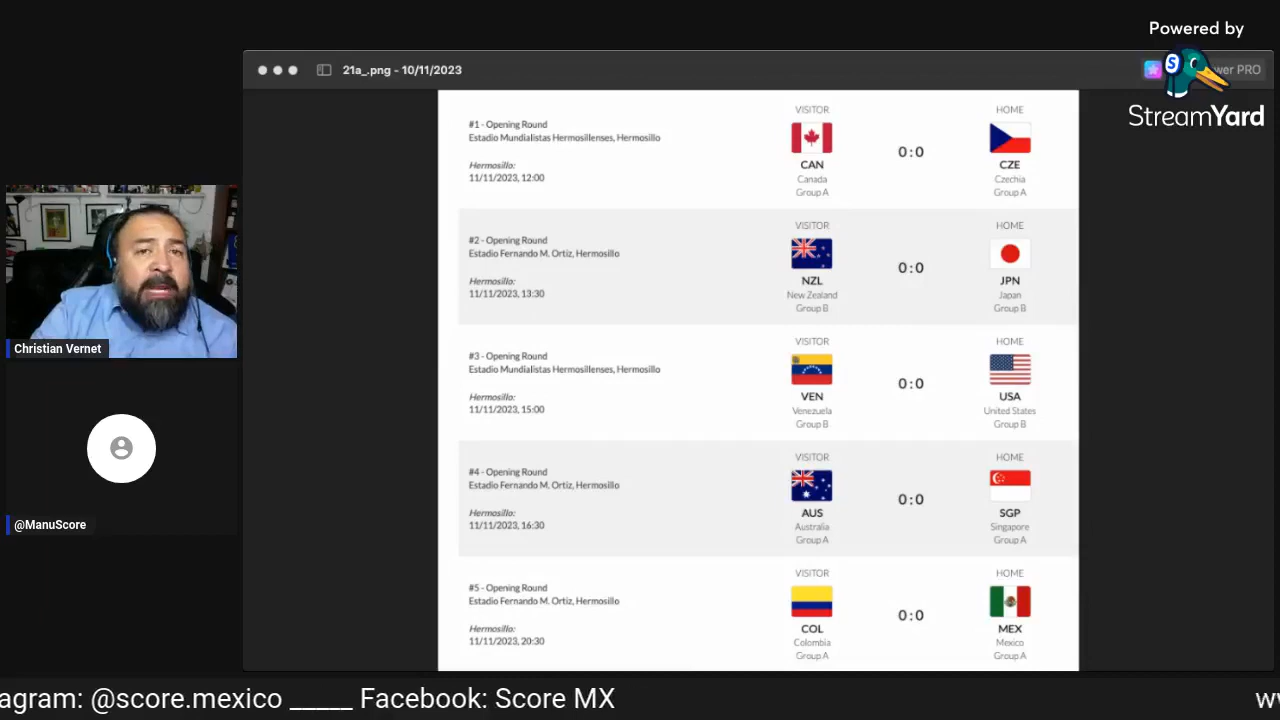 Powered by
StreamYard
21a_.png - 10/11/2023
wer PRO
#1 - Opening Round
Estadio Mundialistas Hermosillenses, Hermosillo
Hermosillo:
11/11/2023, 12:00
VISITOR
CAN
Canada
Group A
0:0
HOME
CZE
Czechia
Group A
#2 - Opening Round
Estadio Fernando M. Ortiz, Hermosillo
Hermosillo:
11/11/2023, 13:30
VISITOR
NZL
New Zealand
Group B
0:0
HOME
JPN
Japan
Group B
#3 - Opening Round
Estadio Mundialistas Hermosillenses, Hermosillo
Hermosillo:
11/11/2023, 15:00
VISITOR
VEN
Venezuela
Group B
0:0
HOME
USA
United States
Group B
#4 - Opening Round
Estadio Fernando M. Ortiz, Hermosillo
Hermosillo:
11/11/2023, 16:30
VISITOR
AUS
Australia
Group A
0:0
HOME
SGP
Singapore
Group A
#5 - Opening Round
Estadio Fernando M. Ortiz, Hermosillo
Hermosillo:
11/11/2023, 20:30
VISITOR
COL
Colombia
Group A
0:0
HOME
MEX
Mexico
Group A
Christian Vernet
@ManuScore
agram: @score.mexico _____ Facebook: Score MX